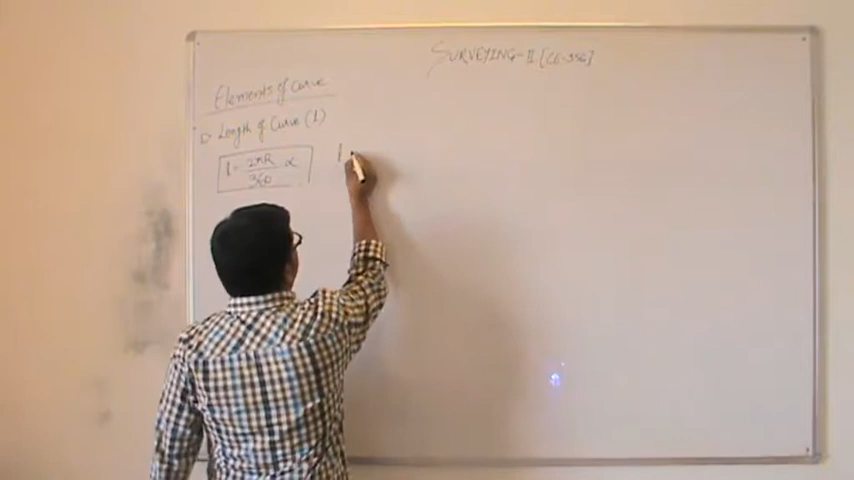 SURVEYING-II [CE-356]
Elements of curve
1) Length of Curve (l)
l = 2πR/360 α
l